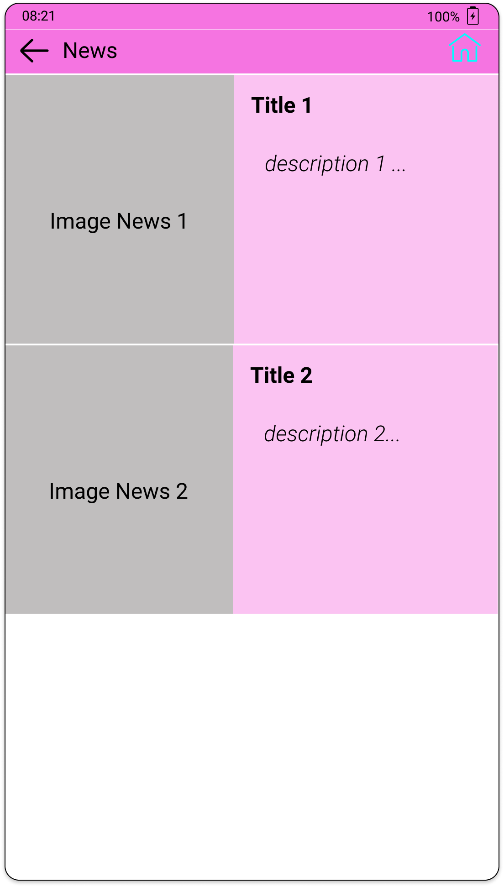 08:21
100%
News
Title 1
description 1 ...
Image News 1
Title 2
description 2...
Image News 2